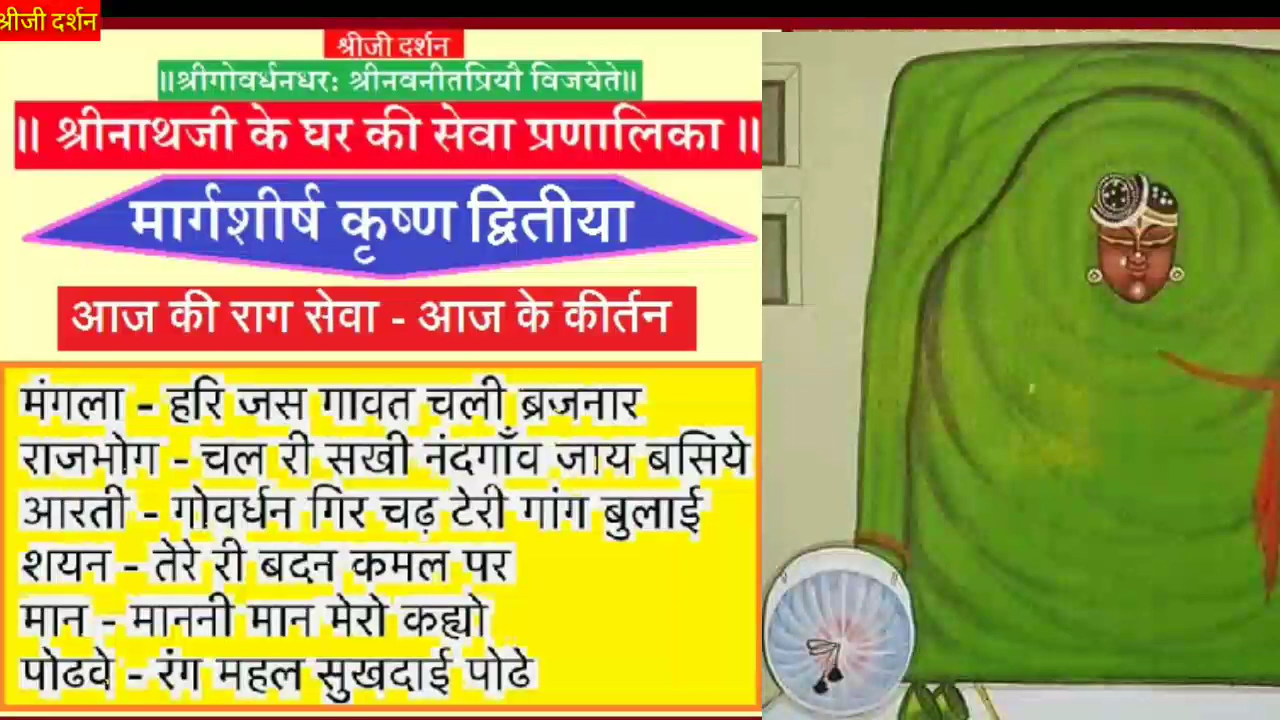 श्रीजी दर्शन
श्रीजी दर्शन
॥श्रीगोवर्धनधरः श्रीनवनीतप्रियौ विजयेते॥
॥ श्रीनाथजी के घर की सेवा प्रणालिका ॥
मार्गशीर्ष कृष्ण द्वितीया
आज की राग सेवा - आज के कीर्तन
मंगला - हरि जस गावत चली ब्रजनार
राजभोग - चल री सखी नंदगाँव जाय बसिये
आरती - गोवर्धन गिर चढ़ टेरी गांग बुलाई
शयन - तेरे री बदन कमल पर
मान - माननी मान मेरो कह्यो
पोढवे - रंग महल सुखदाई पोढे